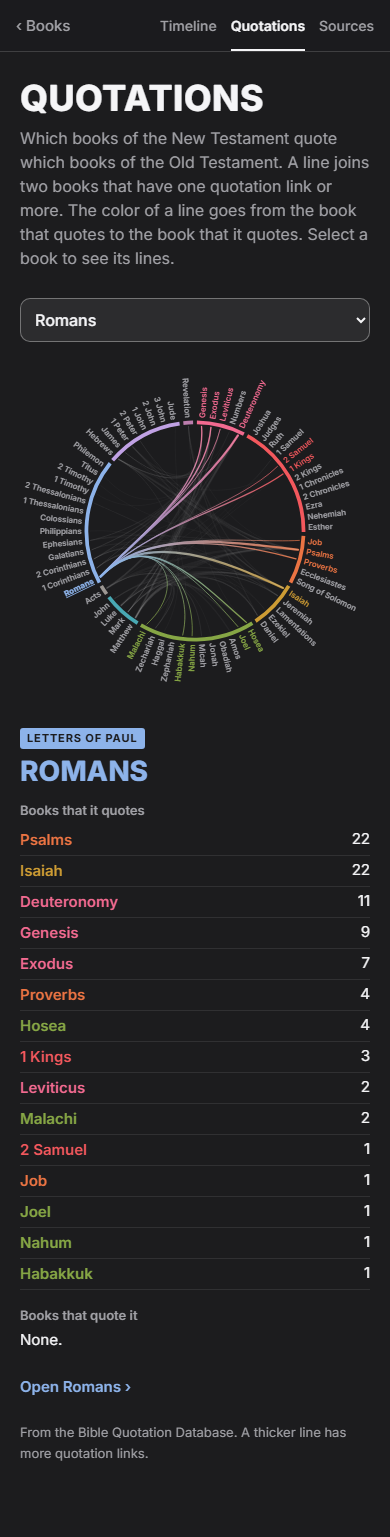 ‹ Books
Timeline
Quotations
Sources
QUOTATIONS
Which books of the New Testament quote
which books of the Old Testament. A line joins
two books that have one quotation link or
more. The color of a line goes from the book
that quotes to the book that it quotes. Select a
book to see its lines.
Romans
Genesis
Exodus
Leviticus
Numbers
Deuteronomy
Joshua
Judges
Ruth
1 Samuel
2 Samuel
1 Kings
2 Kings
1 Chronicles
2 Chronicles
Ezra
Nehemiah
Esther
Job
Psalms
Proverbs
Ecclesiastes
Song of Solomon
Isaiah
Jeremiah
Lamentations
Ezekiel
Daniel
Hosea
Joel
Amos
Obadiah
Jonah
Micah
Nahum
Habakkuk
Zephaniah
Haggai
Zechariah
Malachi
Matthew
Mark
Luke
John
Acts
Romans
1 Corinthians
2 Corinthians
Galatians
Ephesians
Philippians
Colossians
1 Thessalonians
2 Thessalonians
1 Timothy
2 Timothy
Titus
Philemon
Hebrews
James
1 Peter
2 Peter
1 John
2 John
3 John
Jude
Revelation
LETTERS OF PAUL
ROMANS
Books that it quotes
Psalms 22
Isaiah 22
Deuteronomy 11
Genesis 9
Exodus 7
Proverbs 4
Hosea 4
1 Kings 3
Leviticus 2
Malachi 2
2 Samuel 1
Job 1
Joel 1
Nahum 1
Habakkuk 1
Books that quote it
None.
Open Romans ›
From the Bible Quotation Database. A thicker line has
more quotation links.